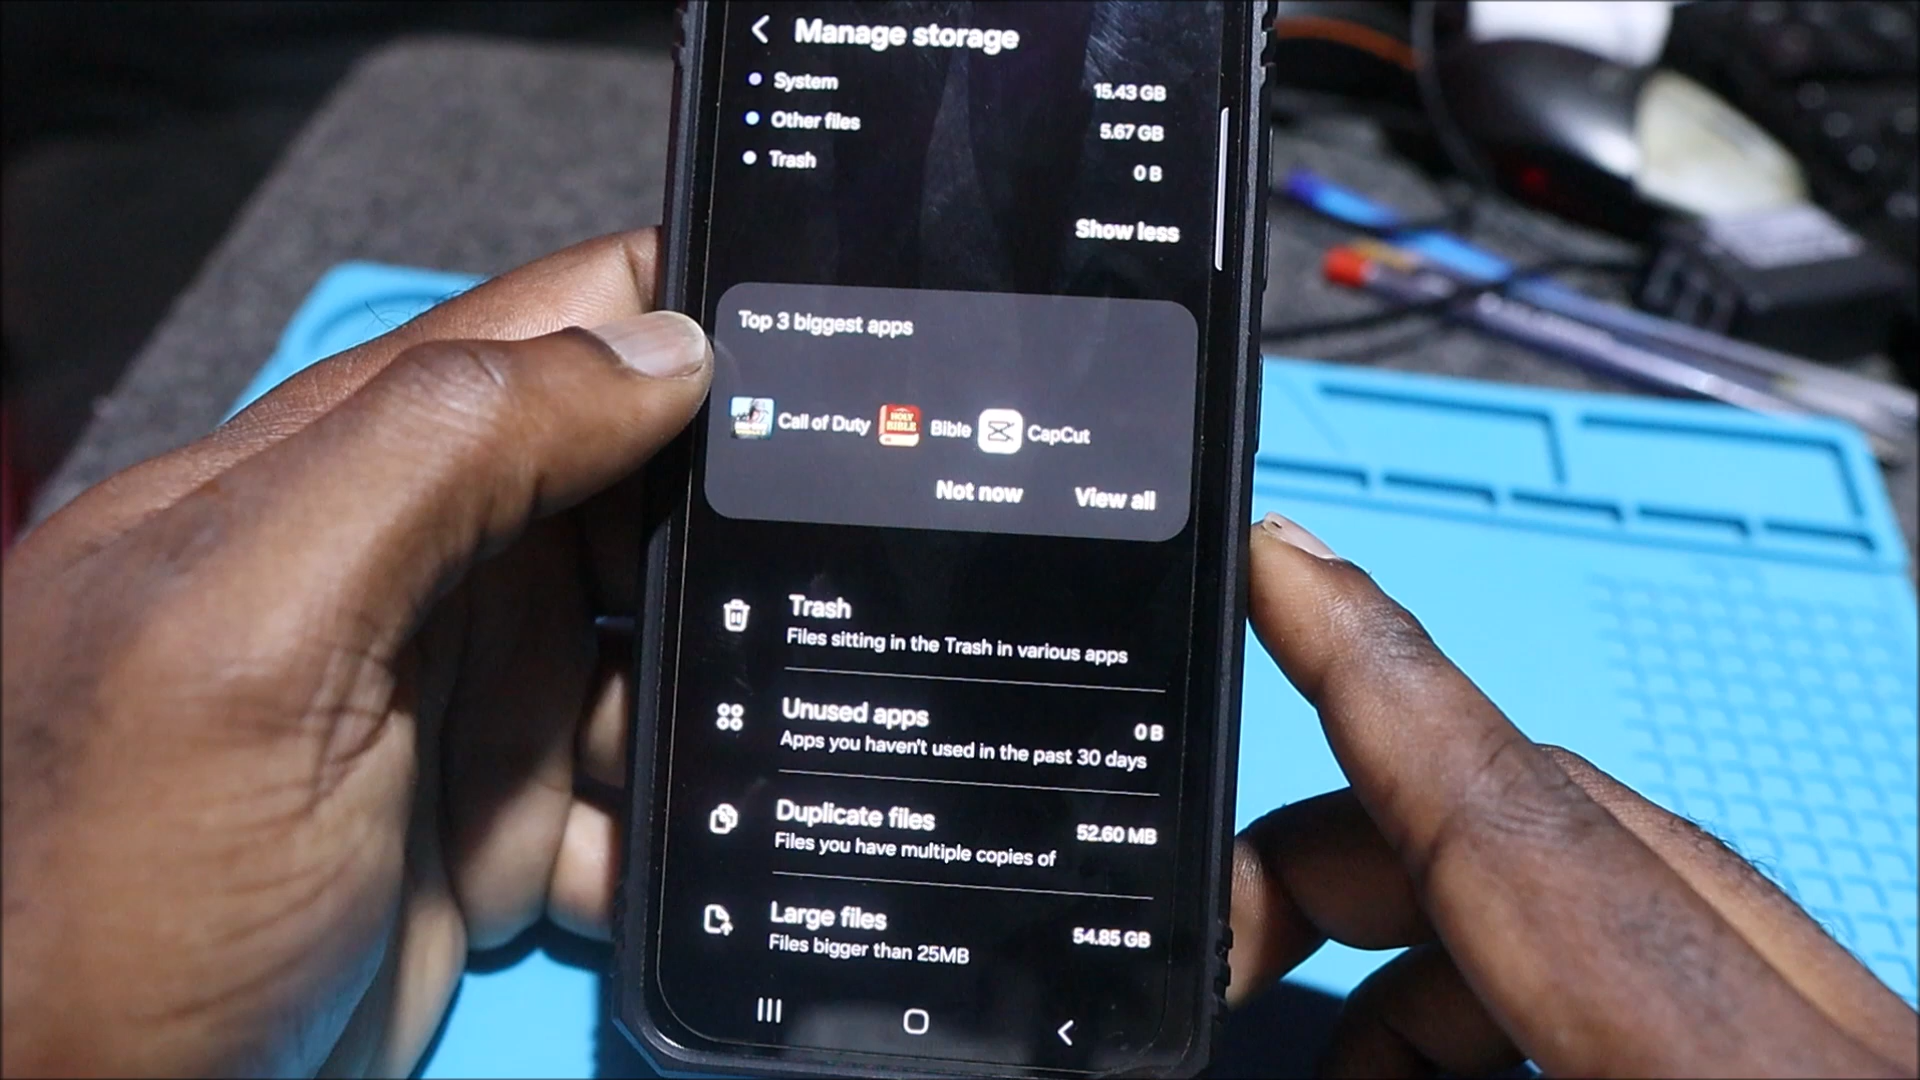 Manage storage
System 15.43 GB
Other files 5.67 GB
Trash 0 B
Show less
Top 3 biggest apps
Call of Duty HOLY BIBLE Bible CapCut
Not now View all
Trash
Files sitting in the Trash in various apps
Unused apps 0 B
Apps you haven't used in the past 30 days
Duplicate files 52.60 MB
Files you have multiple copies of
Large files 54.85 GB
Files bigger than 25MB